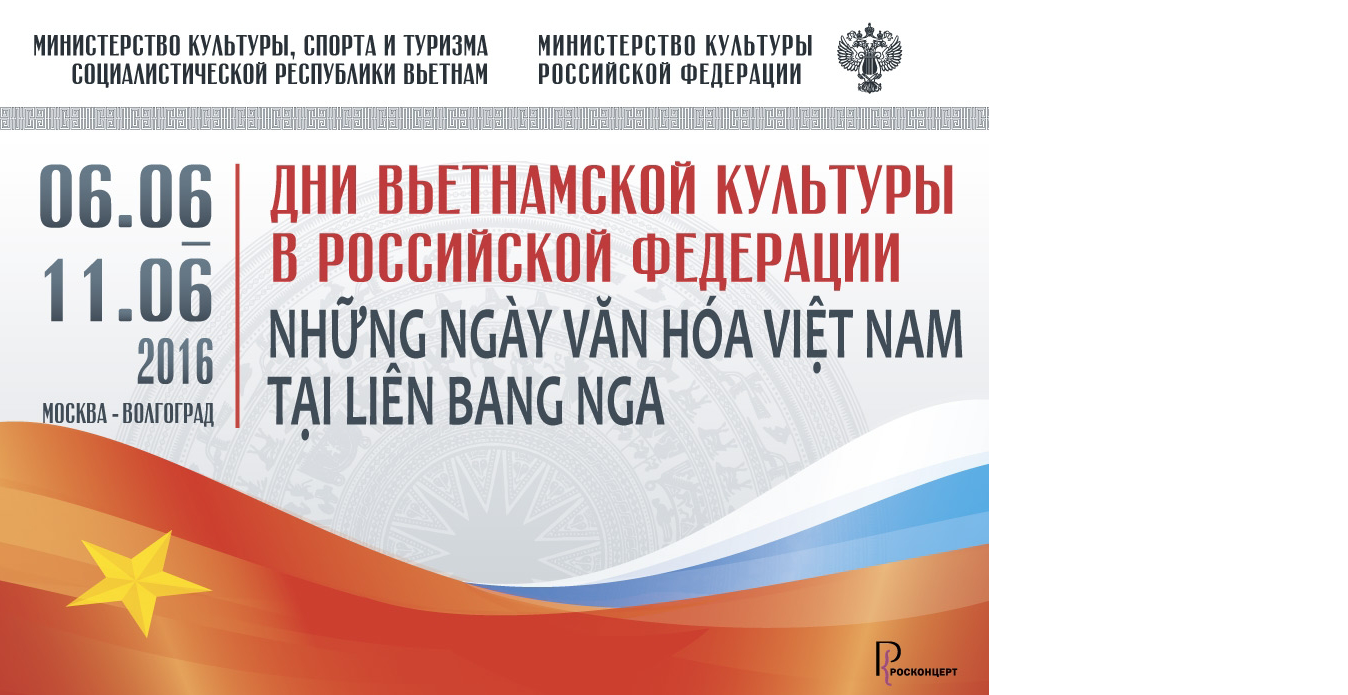 МИНИСТЕРСТВО КУЛЬТУРЫ, СПОРТА И ТУРИЗМА
СОЦИАЛИСТИЧЕСКОЙ РЕСПУБЛИКИ ВЬЕТНАМ
МИНИСТЕРСТВО КУЛЬТУРЫ
РОССИЙСКОЙ ФЕДЕРАЦИИ
06.06
–
11.06
2016
МОСКВА - ВОЛГОГРАД
ДНИ ВЬЕТНАМСКОЙ КУЛЬТУРЫ
В РОССИЙСКОЙ ФЕДЕРАЦИИ
NHỮNG NGÀY VĂN HÓA VIỆT NAM
TẠI LIÊN BANG NGA
РОСКОНЦЕРТ